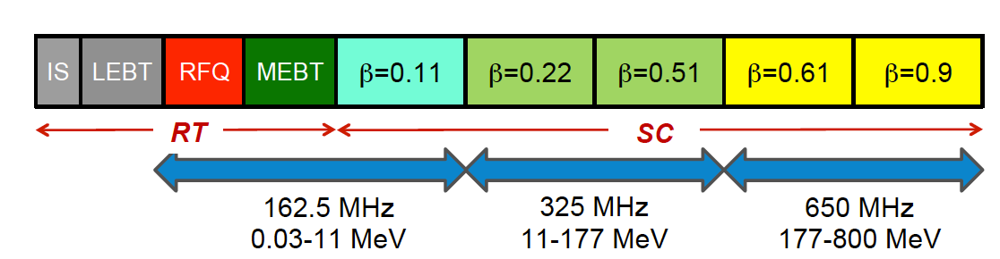 IS LEBT RFQ MEBT β=0.11 β=0.22 β=0.51 β=0.61 β=0.9
RT SC
162.5 MHz 325 MHz 650 MHz
0.03-11 MeV 11-177 MeV 177-800 MeV